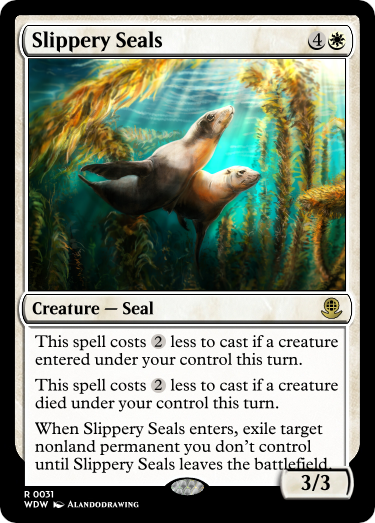 Slippery Seals 4
Creature — Seal
This spell costs 2 less to cast if a creature
entered under your control this turn.
This spell costs 2 less to cast if a creature
died under your control this turn.
When Slippery Seals enters, exile target
nonland permanent you don't control
until Slippery Seals leaves the battlefield.
3/3
R 0031
WDW ALANDODRAWING